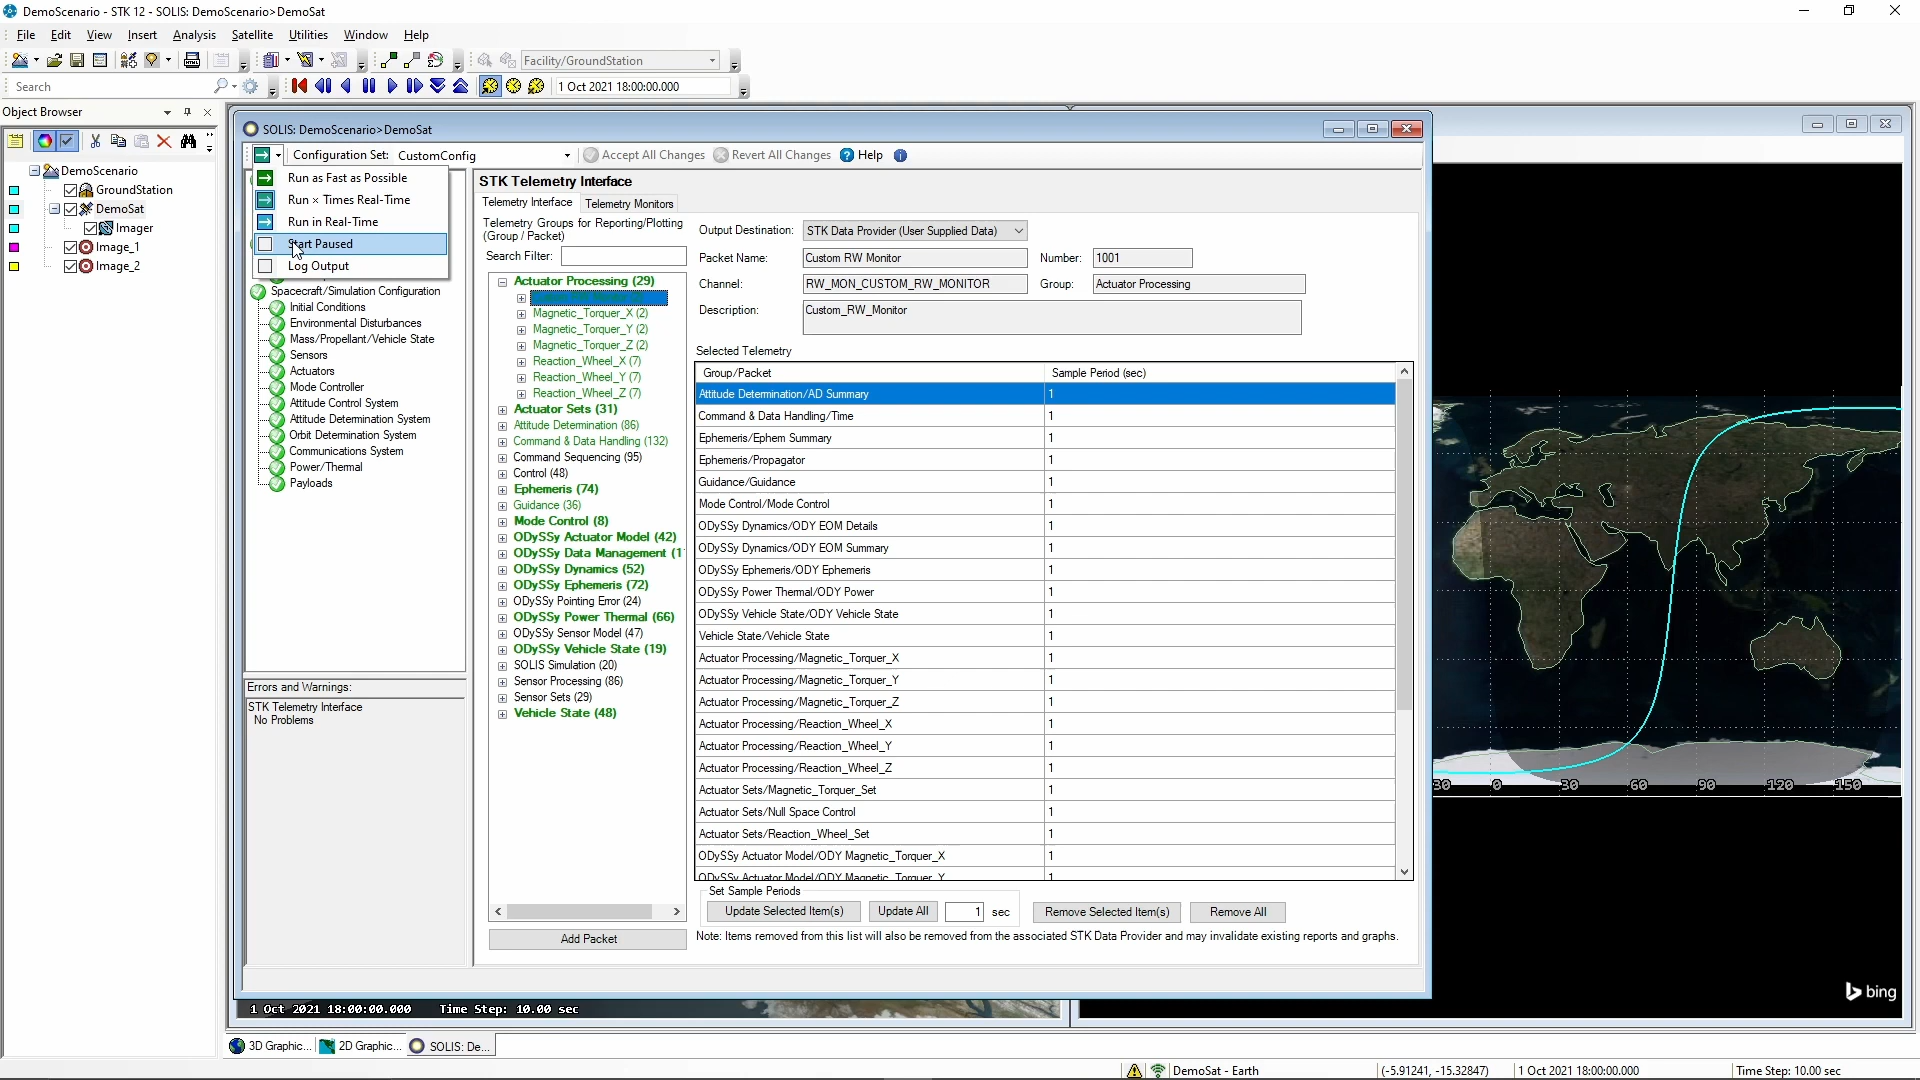 DemoScenario - STK 12 - SOLIS: DemoScenario>DemoSat
File Edit View Insert Analysis Satellite Utilities Window Help
Facility/GroundStation
Search
1 Oct 2021 18:00:00.000
Object Browser
DemoScenario
GroundStation
DemoSat
Imager
Image_1
Image_2
SOLIS: DemoScenario>DemoSat
Configuration Set: CustomConfig
Accept All Changes
Revert All Changes
Help
Run as Fast as Possible
Run × Times Real-Time
Run in Real-Time
Start Paused
Log Output
Spacecraft/Simulation Configuration
Initial Conditions
Environmental Disturbances
Mass/Propellant/Vehicle State
Sensors
Actuators
Mode Controller
Attitude Control System
Attitude Determination System
Orbit Determination System
Communications System
Power/Thermal
Payloads
Errors and Warnings:
STK Telemetry Interface
No Problems
STK Telemetry Interface
Telemetry Interface
Telemetry Monitors
Telemetry Groups for Reporting/Plotting
(Group / Packet)
Search Filter:
Actuator Processing (29)
Magnetic_Torquer_X (2)
Magnetic_Torquer_Y (2)
Magnetic_Torquer_Z (2)
Reaction_Wheel_X (7)
Reaction_Wheel_Y (7)
Reaction_Wheel_Z (7)
Actuator Sets (31)
Attitude Determination (86)
Command & Data Handling (132)
Command Sequencing (95)
Control (48)
Ephemeris (74)
Guidance (36)
Mode Control (8)
ODySSy Actuator Model (42)
ODySSy Data Management (1
ODySSy Dynamics (52)
ODySSy Ephemeris (72)
ODySSy Pointing Error (24)
ODySSy Power Thermal (66)
ODySSy Sensor Model (47)
ODySSy Vehicle State (19)
SOLIS Simulation (20)
Sensor Processing (86)
Sensor Sets (29)
Vehicle State (48)
Add Packet
Output Destination: STK Data Provider (User Supplied Data)
Packet Name: Custom RW Monitor Number: 1001
Channel: RW_MON_CUSTOM_RW_MONITOR Group: Actuator Processing
Description: Custom_RW_Monitor
Selected Telemetry
Group/Packet Sample Period (sec)
Attitude Determination/AD Summary 1
Command & Data Handling/Time 1
Ephemeris/Ephem Summary 1
Ephemeris/Propagator 1
Guidance/Guidance 1
Mode Control/Mode Control 1
ODySSy Dynamics/ODY EOM Details 1
ODySSy Dynamics/ODY EOM Summary 1
ODySSy Ephemeris/ODY Ephemeris 1
ODySSy Power Thermal/ODY Power 1
ODySSy Vehicle State/ODY Vehicle State 1
Vehicle State/Vehicle State 1
Actuator Processing/Magnetic_Torquer_X 1
Actuator Processing/Magnetic_Torquer_Y 1
Actuator Processing/Magnetic_Torquer_Z 1
Actuator Processing/Reaction_Wheel_X 1
Actuator Processing/Reaction_Wheel_Y 1
Actuator Processing/Reaction_Wheel_Z 1
Actuator Sets/Magnetic_Torquer_Set 1
Actuator Sets/Null Space Control 1
Actuator Sets/Reaction_Wheel_Set 1
ODySSy Actuator Model/ODY Magnetic_Torquer_X 1
ODySSy Actuator Model/ODY Magnetic_Torquer_Y 1
Set Sample Periods
Update Selected Item(s) Update All 1 sec Remove Selected Item(s) Remove All
Note: Items removed from this list will also be removed from the associated STK Data Provider and may invalidate existing reports and graphs.
30 0 30 60 90 120 150
bing
1 Oct 2021 18:00:00.000 Time Step: 10.00 sec
3D Graphic... 2D Graphic... SOLIS: De...
DemoSat - Earth (-5.91241, -15.32847) 1 Oct 2021 18:00:00.000 Time Step: 10.00 sec